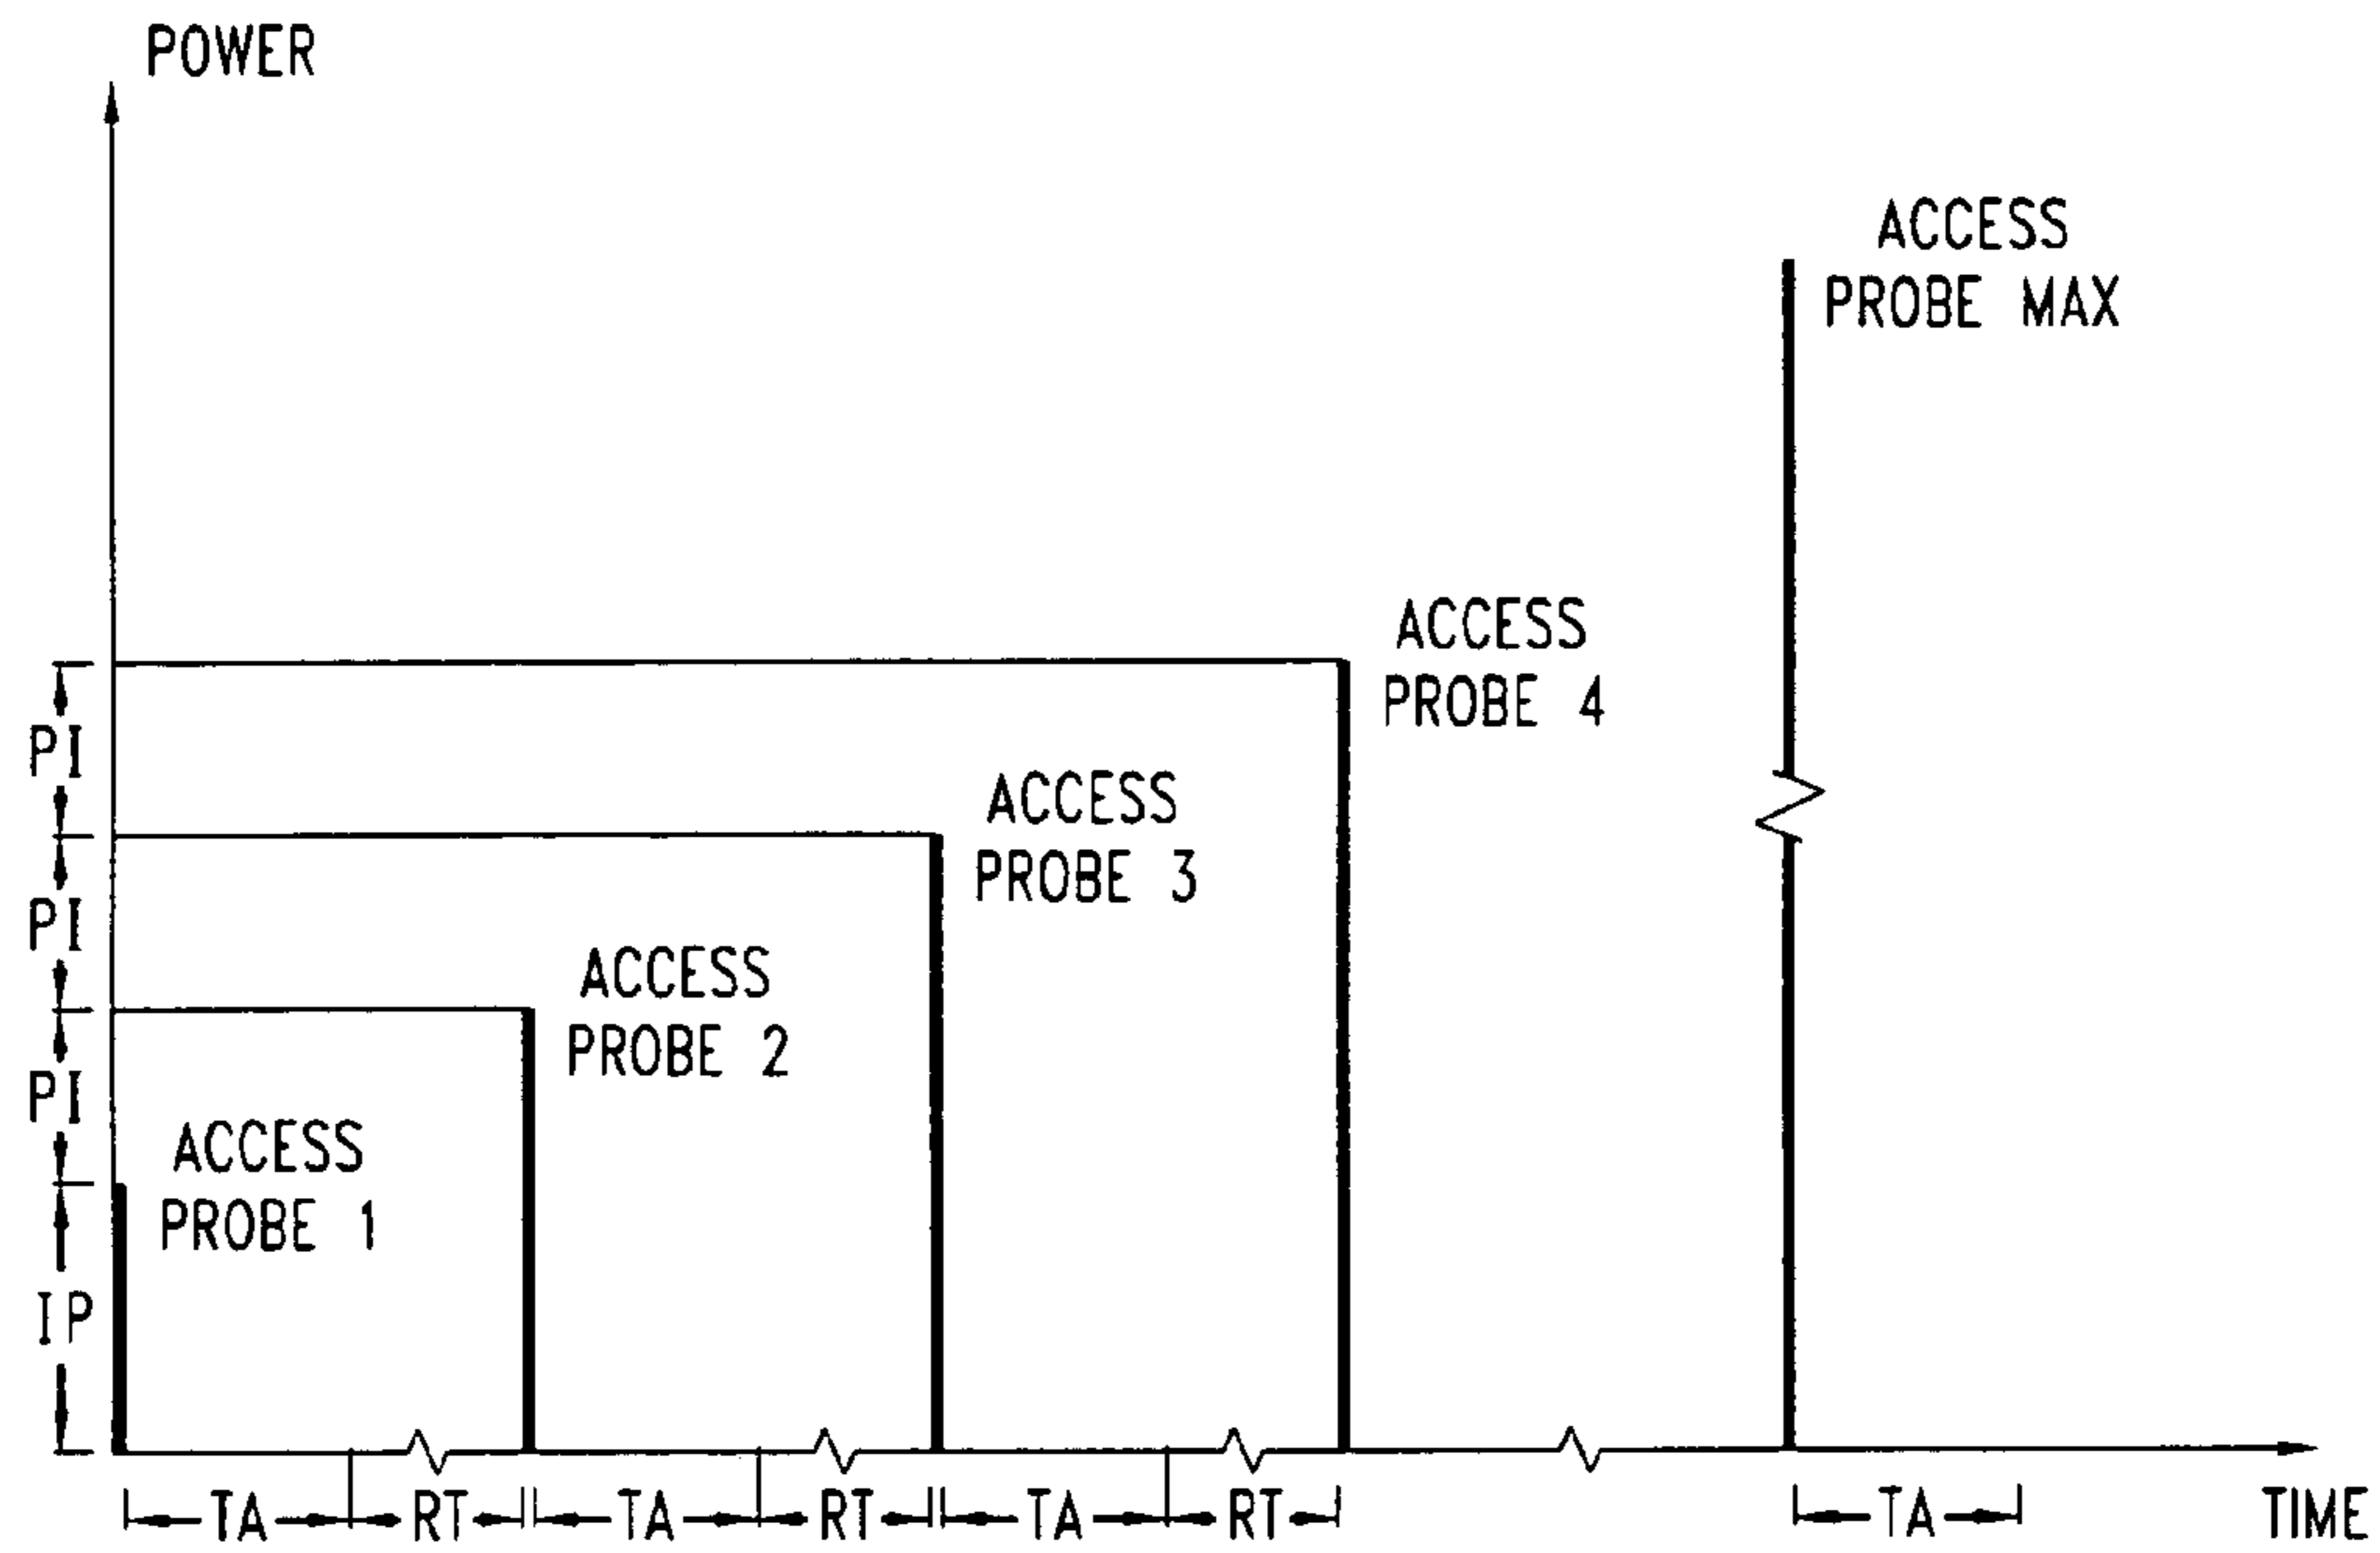 POWER
ACCESS
PROBE MAX
ACCESS
PROBE 4
PI
ACCESS
PROBE 3
PI
ACCESS
PROBE 2
PI
ACCESS
PROBE 1
IP
TA RT TA RT TA RT TA TIME